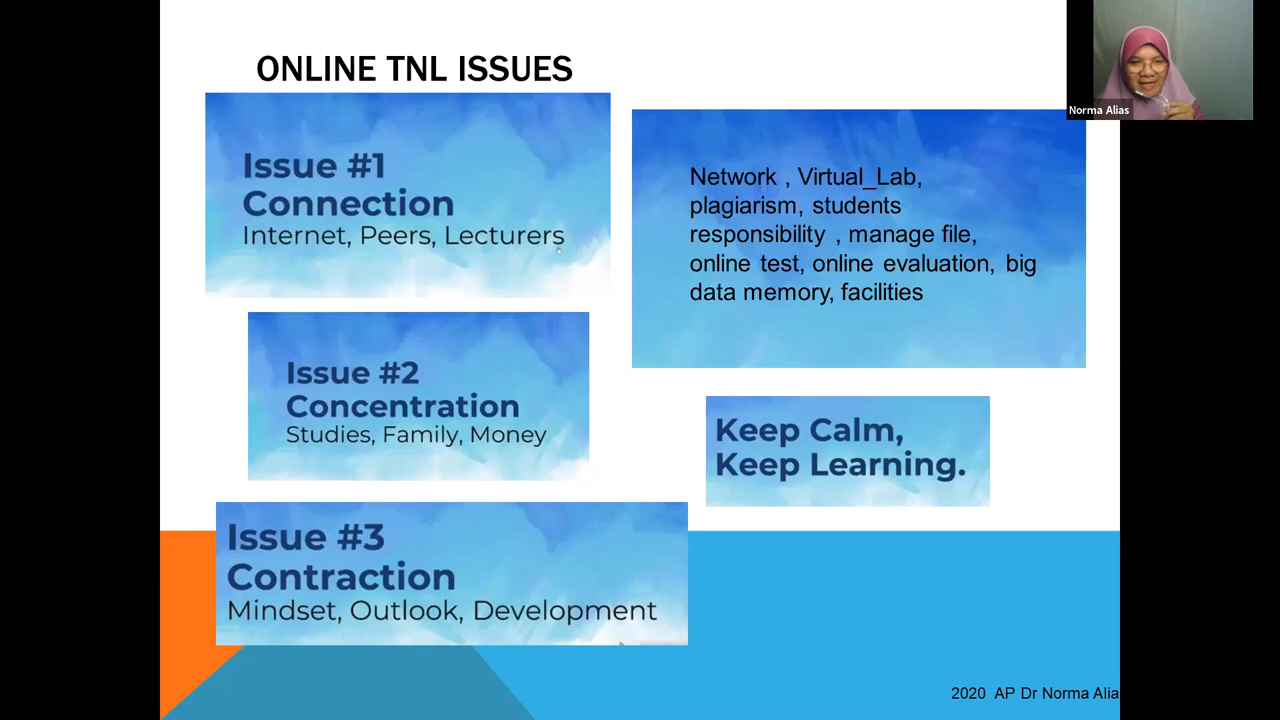 ONLINE TNL ISSUES
Issue #1
Connection
Internet, Peers, Lecturers
Network , Virtual_Lab,
plagiarism, students
responsibility , manage file,
online test, online evaluation, big
data memory, facilities
Issue #2
Concentration
Studies, Family, Money
Keep Calm,
Keep Learning.
Issue #3
Contraction
Mindset, Outlook, Development
2020 AP Dr Norma Alia
Norma Alias